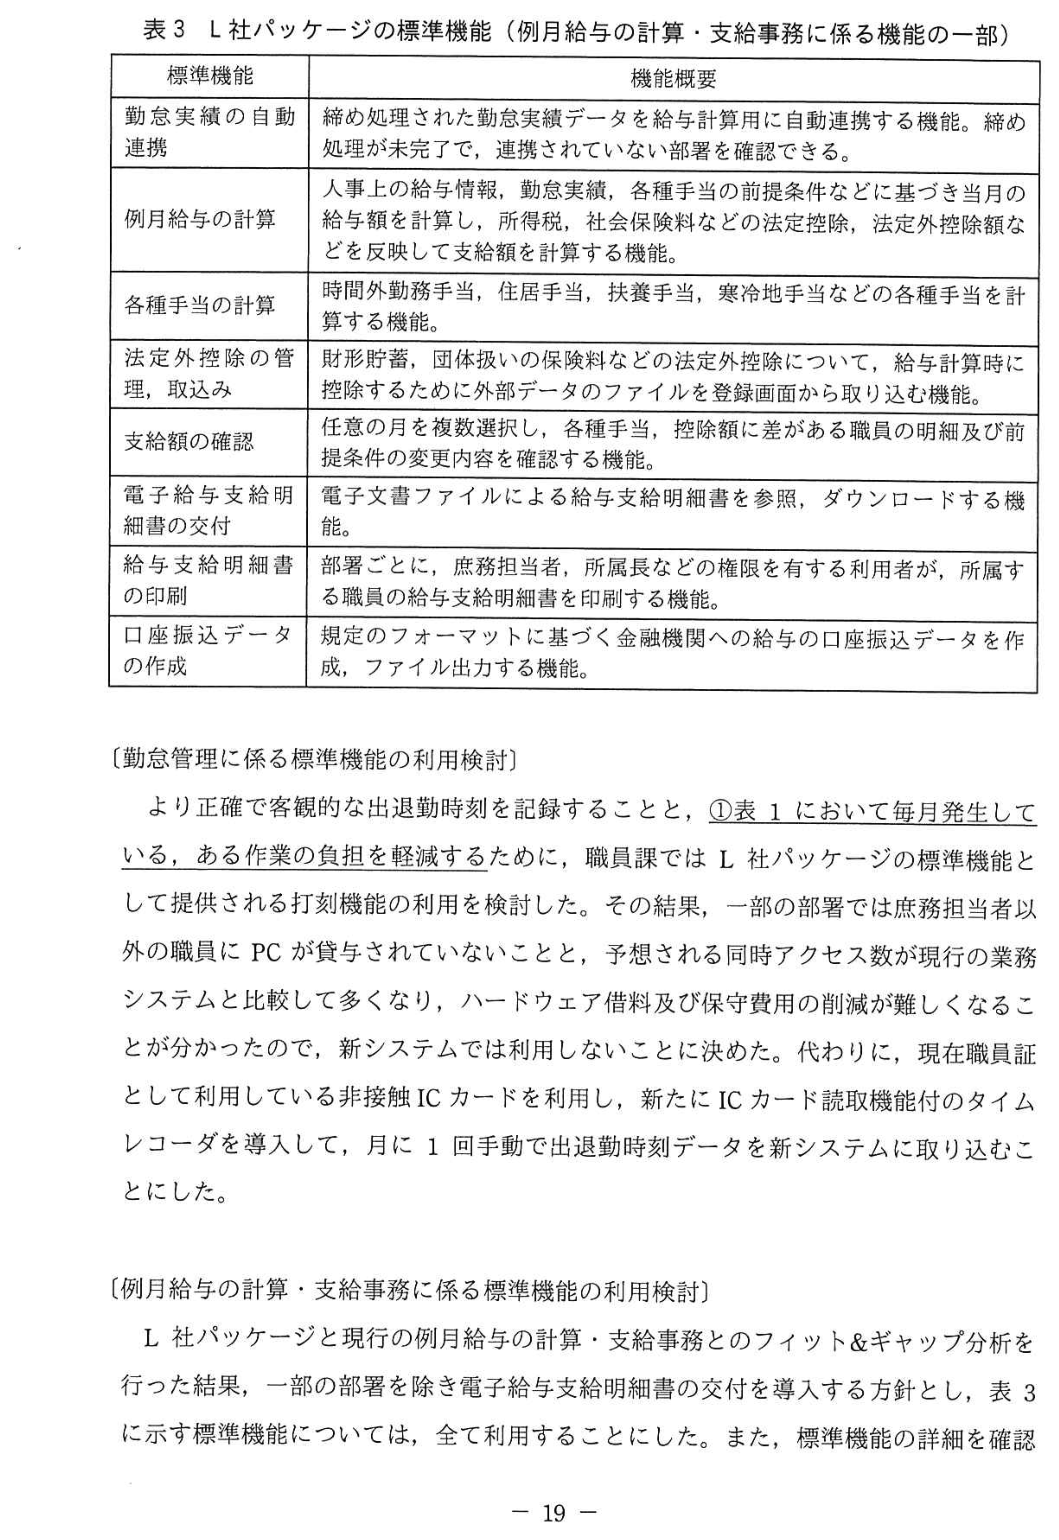 表3 L社パッケージの標準機能（例月給与の計算・支給事務に係る機能の一部）
標準機能 機能概要
勤怠実績の自動
連携
締め処理された勤怠実績データを給与計算用に自動連携する機能。締め
処理が未完了で，連携されていない部署を確認できる。
例月給与の計算
人事上の給与情報，勤怠実績，各種手当の前提条件などに基づき当月の
給与額を計算し，所得税，社会保険料などの法定控除，法定外控除額な
どを反映して支給額を計算する機能。
各種手当の計算
時間外勤務手当，住居手当，扶養手当，寒冷地手当などの各種手当を計
算する機能。
法定外控除の管
理，取込み
財形貯蓄，団体扱いの保険料などの法定外控除について，給与計算時に
控除するために外部データのファイルを登録画面から取り込む機能。
支給額の確認
任意の月を複数選択し，各種手当，控除額に差がある職員の明細及び前
提条件の変更内容を確認する機能。
電子給与支給明
細書の交付
電子文書ファイルによる給与支給明細書を参照，ダウンロードする機
能。
給与支給明細書
の印刷
部署ごとに，庶務担当者，所属長などの権限を有する利用者が，所属す
る職員の給与支給明細書を印刷する機能。
口座振込データ
の作成
規定のフォーマットに基づく金融機関への給与の口座振込データを作
成，ファイル出力する機能。
〔勤怠管理に係る標準機能の利用検討〕
より正確で客観的な出退勤時刻を記録することと，①表 1 において毎月発生して
いる，ある作業の負担を軽減するために，職員課では L 社パッケージの標準機能と
して提供される打刻機能の利用を検討した。その結果，一部の部署では庶務担当者以
外の職員に PC が貸与されていないことと，予想される同時アクセス数が現行の業務
システムと比較して多くなり，ハードウェア借料及び保守費用の削減が難しくなるこ
とが分かったので，新システムでは利用しないことに決めた。代わりに，現在職員証
として利用している非接触 IC カードを利用し，新たに IC カード読取機能付のタイム
レコーダを導入して，月に 1 回手動で出退勤時刻データを新システムに取り込むこ
とにした。
〔例月給与の計算・支給事務に係る標準機能の利用検討〕
L 社パッケージと現行の例月給与の計算・支給事務とのフィット&ギャップ分析を
行った結果，一部の部署を除き電子給与支給明細書の交付を導入する方針とし，表 3
に示す標準機能については，全て利用することにした。また，標準機能の詳細を確認
－ 19 －